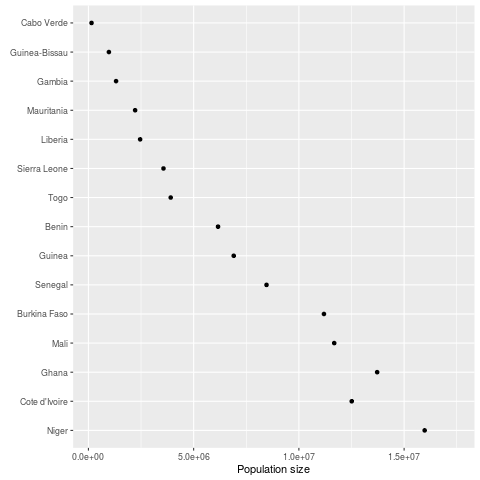 Cabo Verde
Guinea-Bissau
Gambia
Mauritania
Liberia
Sierra Leone
Togo
Benin
Guinea
Senegal
Burkina Faso
Mali
Ghana
Cote d'Ivoire
Niger
0.0e+00 5.0e+06 1.0e+07 1.5e+07
Population size